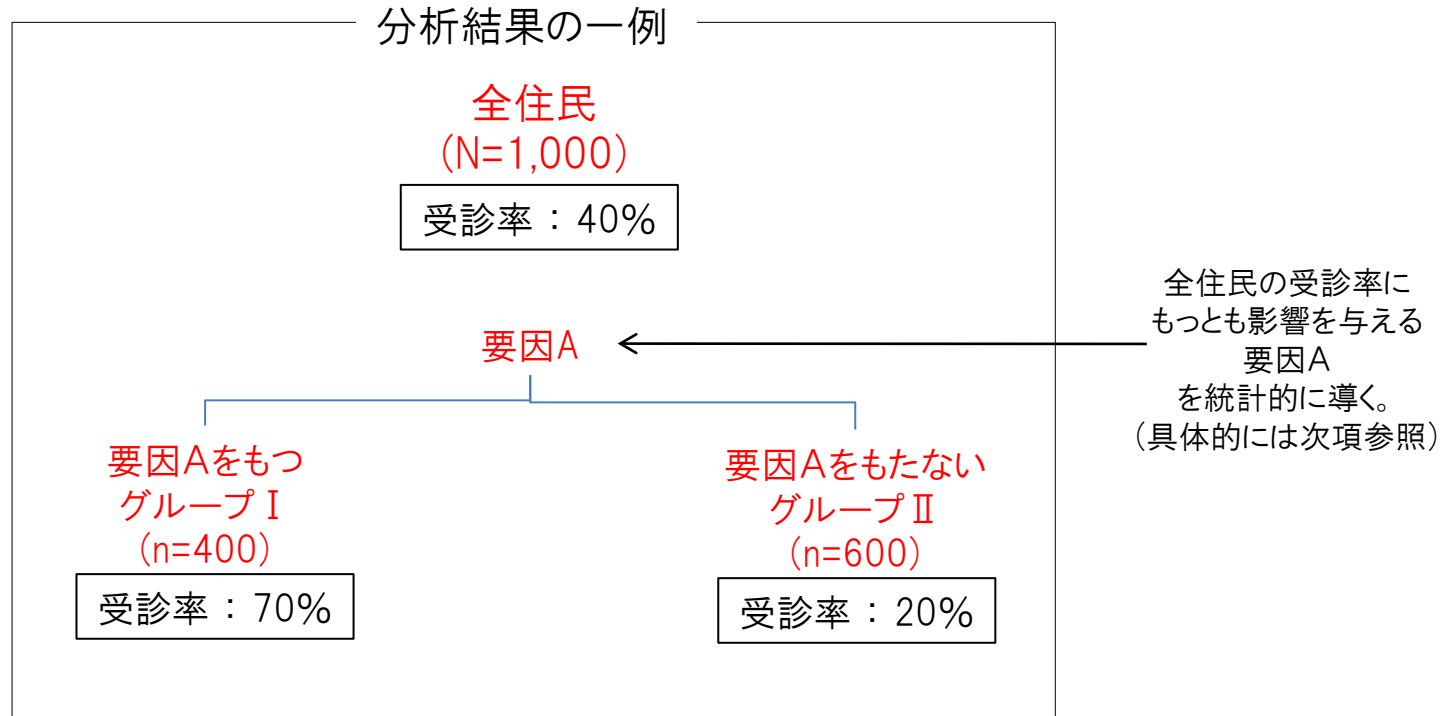 分析結果の一例
全住民
(N=1,000)
受診率：40%
要因A
全住民の受診率に
もっとも影響を与える
要因A
を統計的に導く。
(具体的には次項参照)
要因Aをもつ
グループⅠ
(n=400)
受診率：70%
要因Aをもたない
グループⅡ
(n=600)
受診率：20%